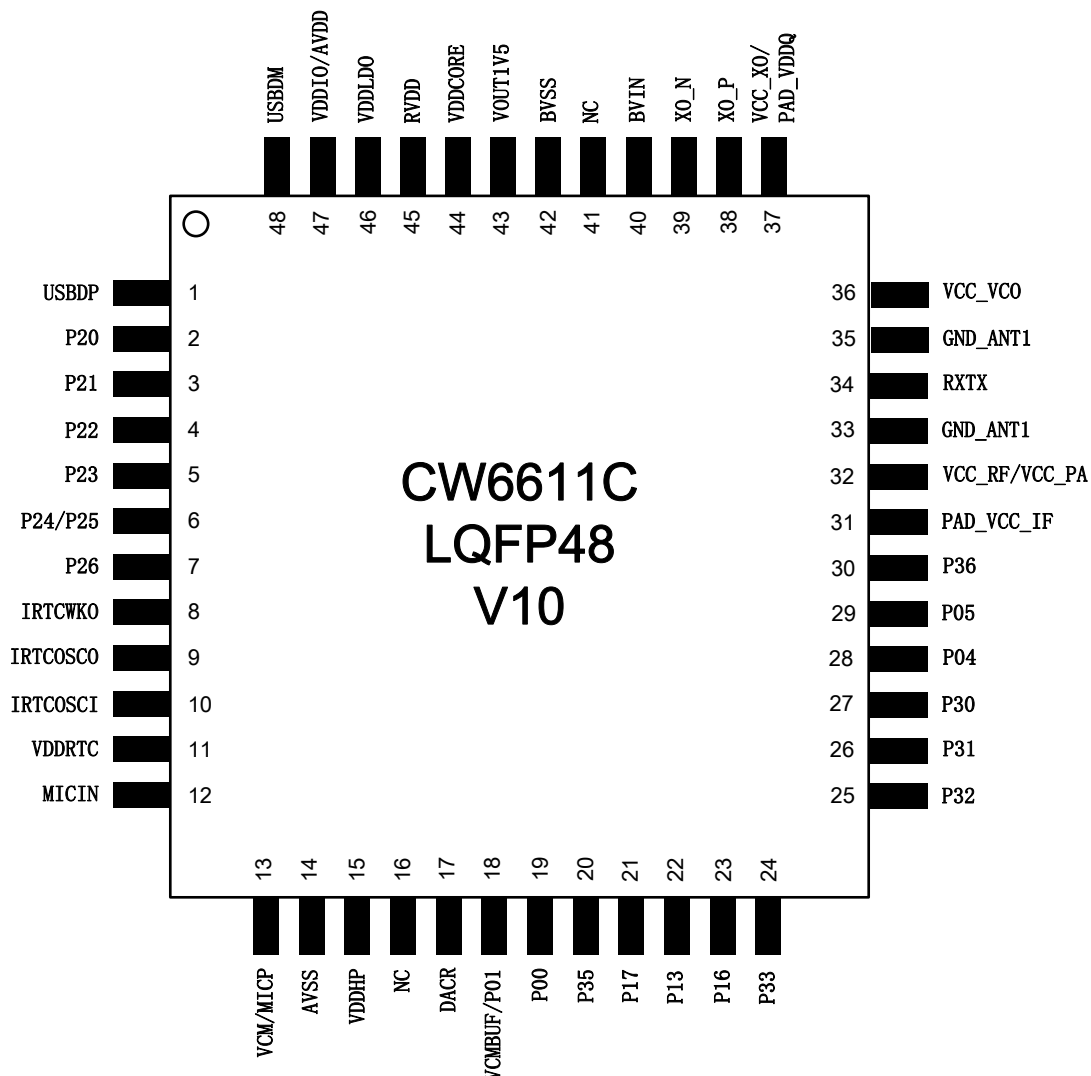 USBDM
VDDIO/AVDD
VDDLDO
RVDD
VDDCORE
VOUT1V5
BVSS
NC
BVIN
XO_N
XO_P
VCC_XO/
PAD_VDDQ
48
47
46
45
44
43
42
41
40
39
38
37
USBDP 1
P20 2
P21 3
P22 4
P23 5
P24/P25 6
P26 7
IRTCWKO 8
IRTCOSCO 9
IRTCOSCI 10
VDDRTC 11
MICIN 12
CW6611C
LQFP48
V10
36 VCC_VCO
35 GND_ANT1
34 RXTX
33 GND_ANT1
32 VCC_RF/VCC_PA
31 PAD_VCC_IF
30 P36
29 P05
28 P04
27 P30
26 P31
25 P32
13
14
15
16
17
18
19
20
21
22
23
24
VCM/MICP
AVSS
VDDHP
NC
DACR
VCMBUF/P01
P00
P35
P17
P13
P16
P33